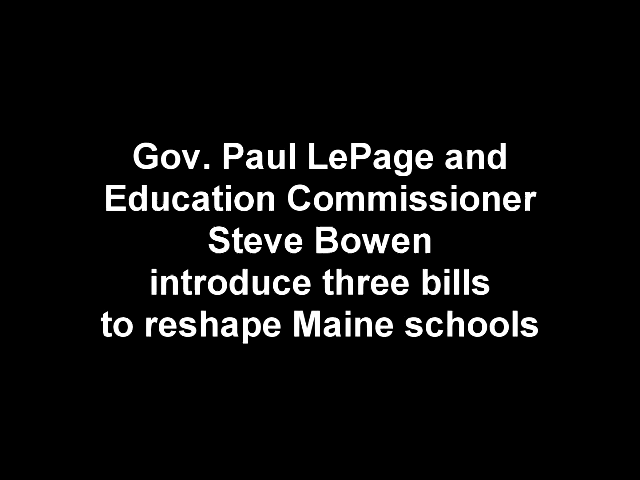 Gov. Paul LePage and
Education Commissioner
Steve Bowen
introduce three bills
to reshape Maine schools